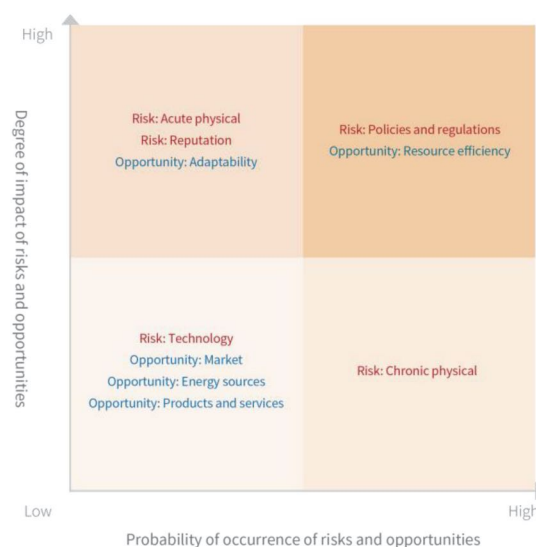 High
Degree of impact of risks and opportunities
Risk: Acute physical
Risk: Reputation
Opportunity: Adaptability
Risk: Policies and regulations
Opportunity: Resource efficiency
Risk: Technology
Opportunity: Market
Opportunity: Energy sources
Opportunity: Products and services
Risk: Chronic physical
Low
High
Probability of occurrence of risks and opportunities